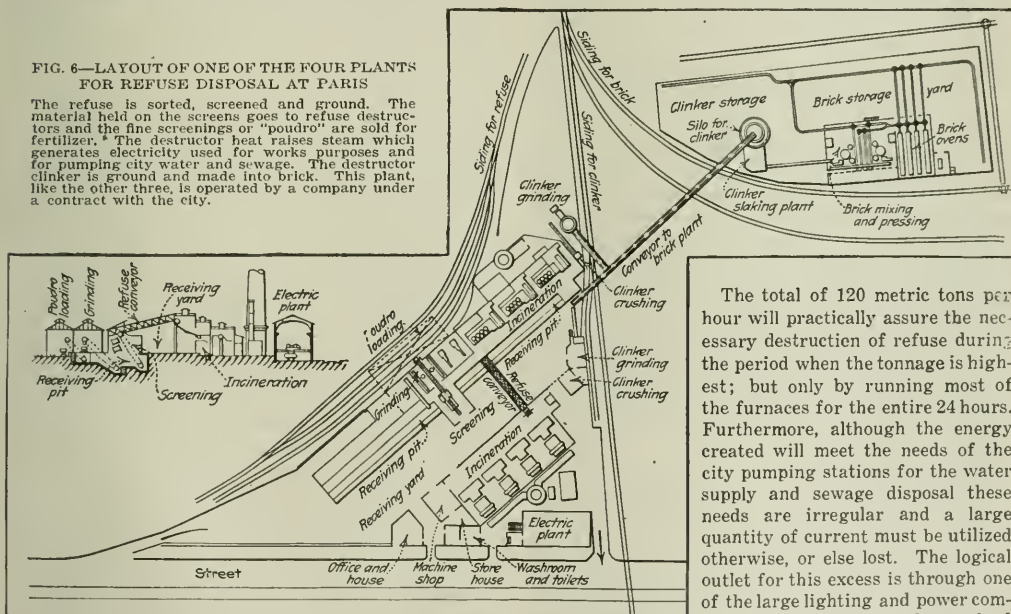 FIG. 6—LAYOUT OF ONE OF THE FOUR PLANTS
FOR REFUSE DISPOSAL AT PARIS
The refuse is sorted, screened and ground. The
material held on the screens goes to refuse destruc-
tors and the fine screenings or "poudro" are sold for
fertilizer. The destructor heat raises steam which
generates electricity used for works purposes and
for pumping city water and sewage. The destructor
clinker is ground and made into brick. This plant,
like the other three, is operated by a company under
a contract with the city.
Siding for refuse
Siding for brick
Siding for clinker
Clinker storage
Silo for
clinker
Clinker
slaking plant
Brick storage
yard
Brick
ovens
Brick mixing
and pressing
Conveyor to
brick plant
Clinker
grinding
Clinker
crushing
Clinker
grinding
Clinker
crushing
Incineration
Receiving pit
Poudro
loading
Grinding
Screening
Refuse
conveyor
Receiving pit
Receiving yard
Incineration
Electric
plant
Office and
house
Machine
shop
Store
house
Washroom
and toilets
Street
Poudro
loading
Grinding
Refuse
conveyor
Receiving
yard
Electric
plant
Receiving
pit
Screening
Incineration
The total of 120 metric tons per
hour will practically assure the nec-
essary destruction of refuse during
the period when the tonnage is high-
est; but only by running most of
the furnaces for the entire 24 hours.
Furthermore, although the energy
created will meet the needs of the
city pumping stations for the water
supply and sewage disposal these
needs are irregular and a large
quantity of current must be utilized
otherwise, or else lost. The logical
outlet for this excess is through one
of the large lighting and power com-